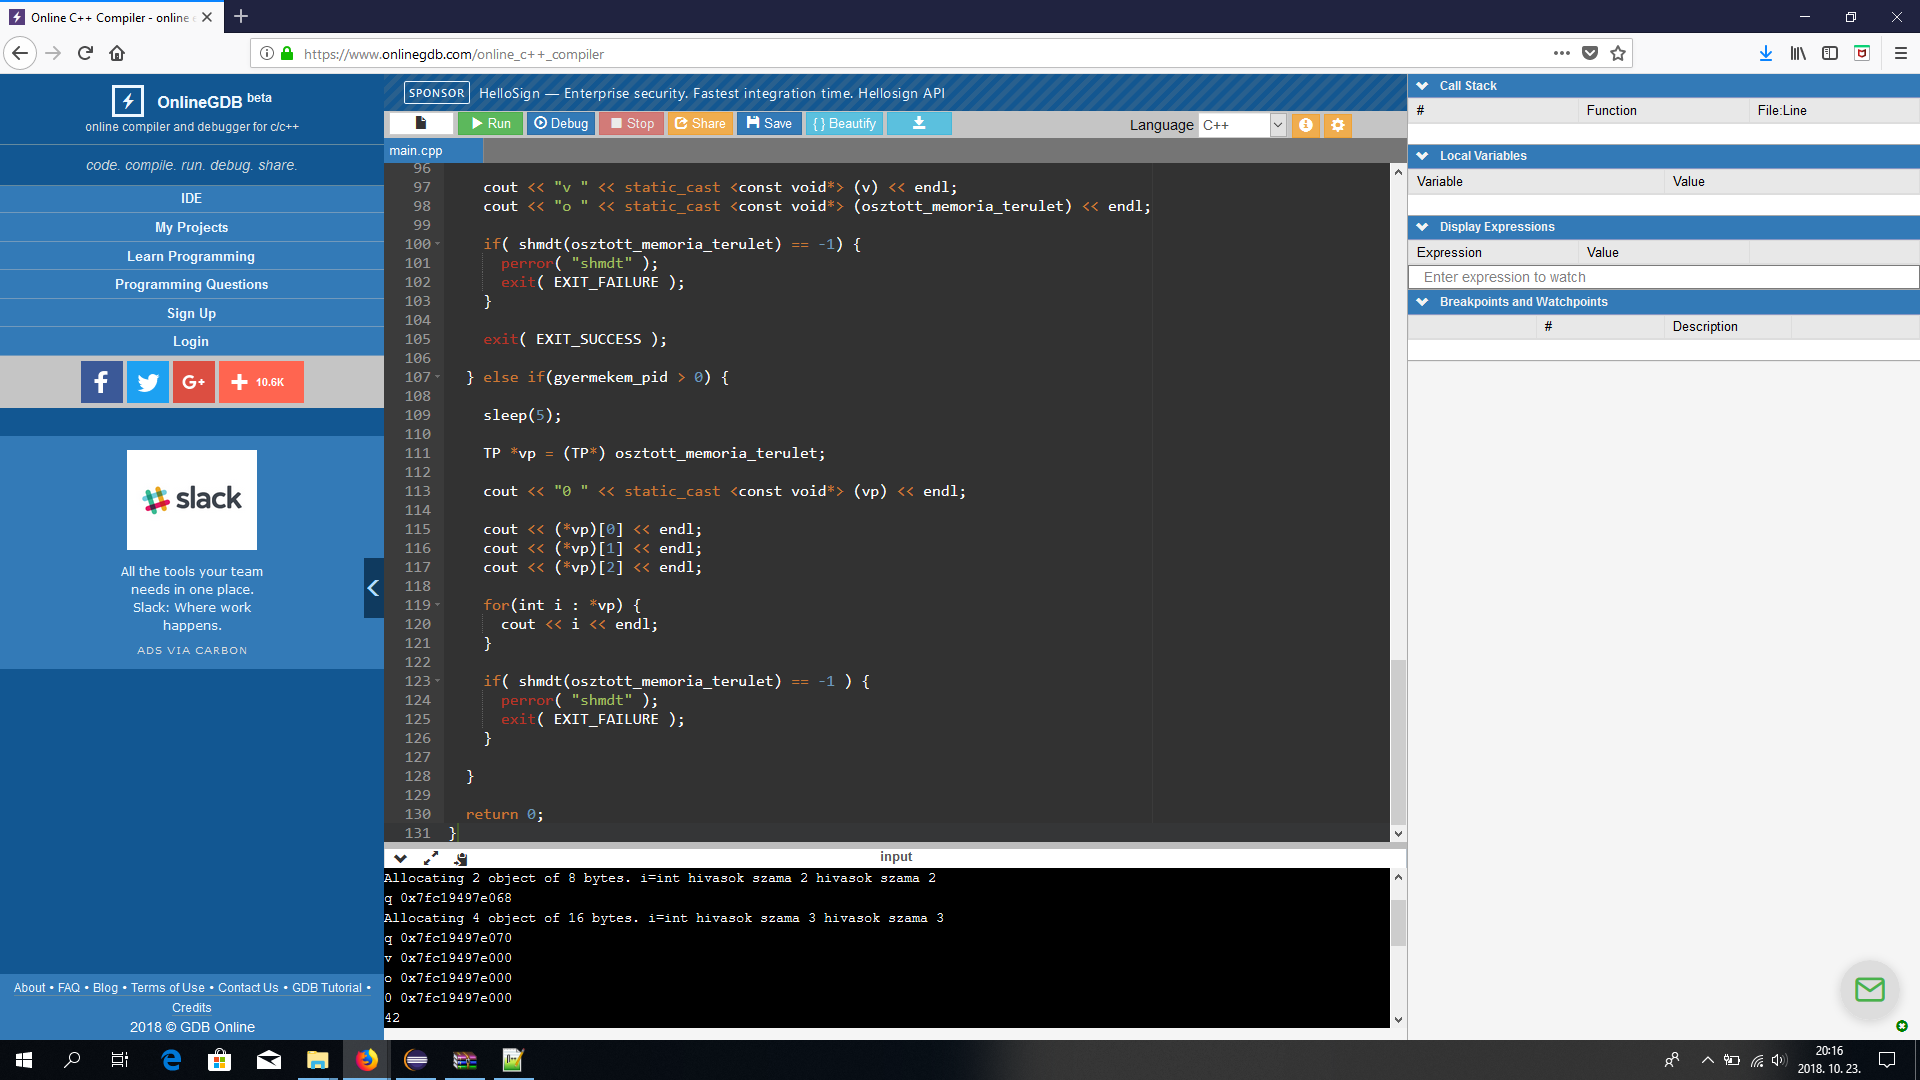 Online C++ Compiler - online e
https://www.onlinegdb.com/online_c++_compiler
OnlineGDB beta
online compiler and debugger for c/c++
code. compile. run. debug. share.
IDE
My Projects
Learn Programming
Programming Questions
Sign Up
Login
f
G+
10.6K
slack
All the tools your team
needs in one place.
Slack: Where work
happens.
ADS VIA CARBON
About • FAQ • Blog • Terms of Use • Contact Us • GDB Tutorial •
Credits
2018 © GDB Online
SPONSOR HelloSign — Enterprise security. Fastest integration time. Hellosign API
Run Debug Stop Share Save { } Beautify
Language C++
main.cpp
96
97 cout << "v " << static_cast <const void*> (v) << endl;
98 cout << "o " << static_cast <const void*> (osztott_memoria_terulet) << endl;
99
100 if( shmdt(osztott_memoria_terulet) == -1) {
101 perror( "shmdt" );
102 exit( EXIT_FAILURE );
103 }
104
105 exit( EXIT_SUCCESS );
106
107 } else if(gyermekem_pid > 0) {
108
109 sleep(5);
110
111 TP *vp = (TP*) osztott_memoria_terulet;
112
113 cout << "0 " << static_cast <const void*> (vp) << endl;
114
115 cout << (*vp)[0] << endl;
116 cout << (*vp)[1] << endl;
117 cout << (*vp)[2] << endl;
118
119 for(int i : *vp) {
120 cout << i << endl;
121 }
122
123 if( shmdt(osztott_memoria_terulet) == -1 ) {
124 perror( "shmdt" );
125 exit( EXIT_FAILURE );
126 }
127
128 }
129
130 return 0;
131 }
input
Allocating 2 object of 8 bytes. i=int hivasok szama 2 hivasok szama 2
q 0x7fc19497e068
Allocating 4 object of 16 bytes. i=int hivasok szama 3 hivasok szama 3
q 0x7fc19497e070
v 0x7fc19497e000
o 0x7fc19497e000
0 0x7fc19497e000
42
Call Stack
# Function File:Line
Local Variables
Variable Value
Display Expressions
Expression Value
Enter expression to watch
Breakpoints and Watchpoints
# Description
20:16
2018. 10. 23.